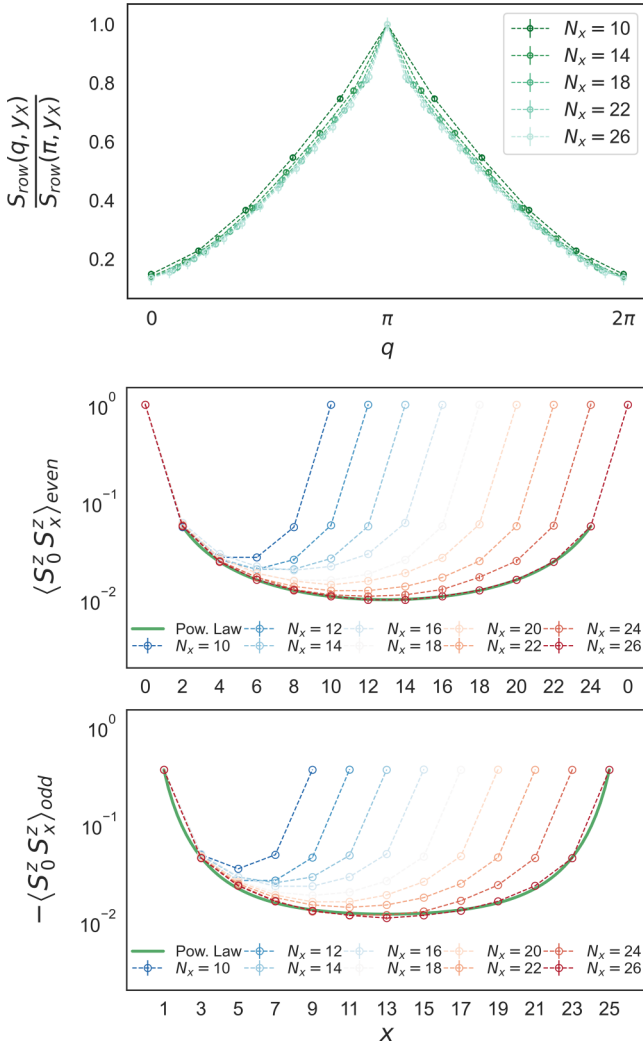 1.0
0.8
0.6
0.4
0.2
S_row(q, y_X)
S_row(π, y_X)
N_x = 10
N_x = 14
N_x = 18
N_x = 22
N_x = 26
0 π 2π
q
10^0
10^-1
10^-2
⟨S_0^z S_x^z⟩_even
Pow. Law N_x = 12 N_x = 16 N_x = 20 N_x = 24
N_x = 10 N_x = 14 N_x = 18 N_x = 22 N_x = 26
0 2 4 6 8 10 12 14 16 18 20 22 24 0
10^0
10^-1
10^-2
−⟨S_0^z S_x^z⟩_odd
Pow. Law N_x = 12 N_x = 16 N_x = 20 N_x = 24
N_x = 10 N_x = 14 N_x = 18 N_x = 22 N_x = 26
1 3 5 7 9 11 13 15 17 19 21 23 25
x